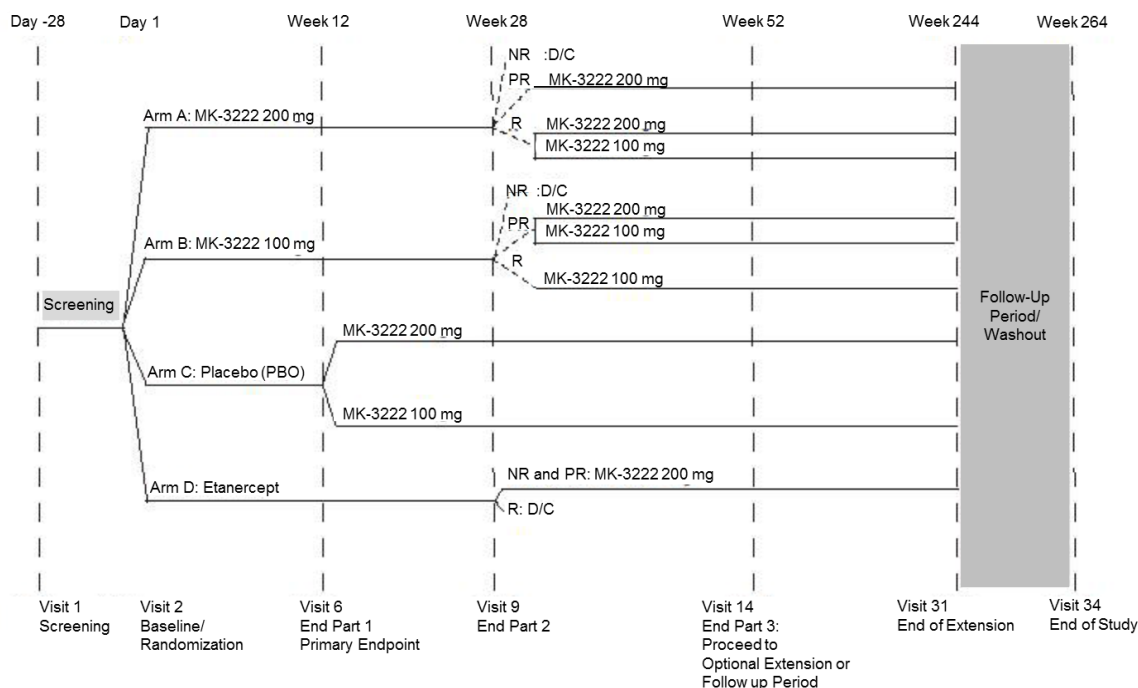 Day -28 Day 1 Week 12 Week 28 Week 52 Week 244 Week 264
NR :D/C
PR MK-3222 200 mg
Arm A: MK-3222 200 mg
R MK-3222 200 mg
MK-3222 100 mg
NR :D/C
MK-3222 200 mg
PR MK-3222 100 mg
Arm B: MK-3222 100 mg
R
MK-3222 100 mg
Screening
Follow-Up
Period/
Washout
MK-3222 200 mg
Arm C: Placebo (PBO)
MK-3222 100 mg
NR and PR: MK-3222 200 mg
Arm D: Etanercept
R: D/C
Visit 1
Screening
Visit 2
Baseline/
Randomization
Visit 6
End Part 1
Primary Endpoint
Visit 9
End Part 2
Visit 14
End Part 3:
Proceed to
Optional Extension or
Follow up Period
Visit 31
End of Extension
Visit 34
End of Study